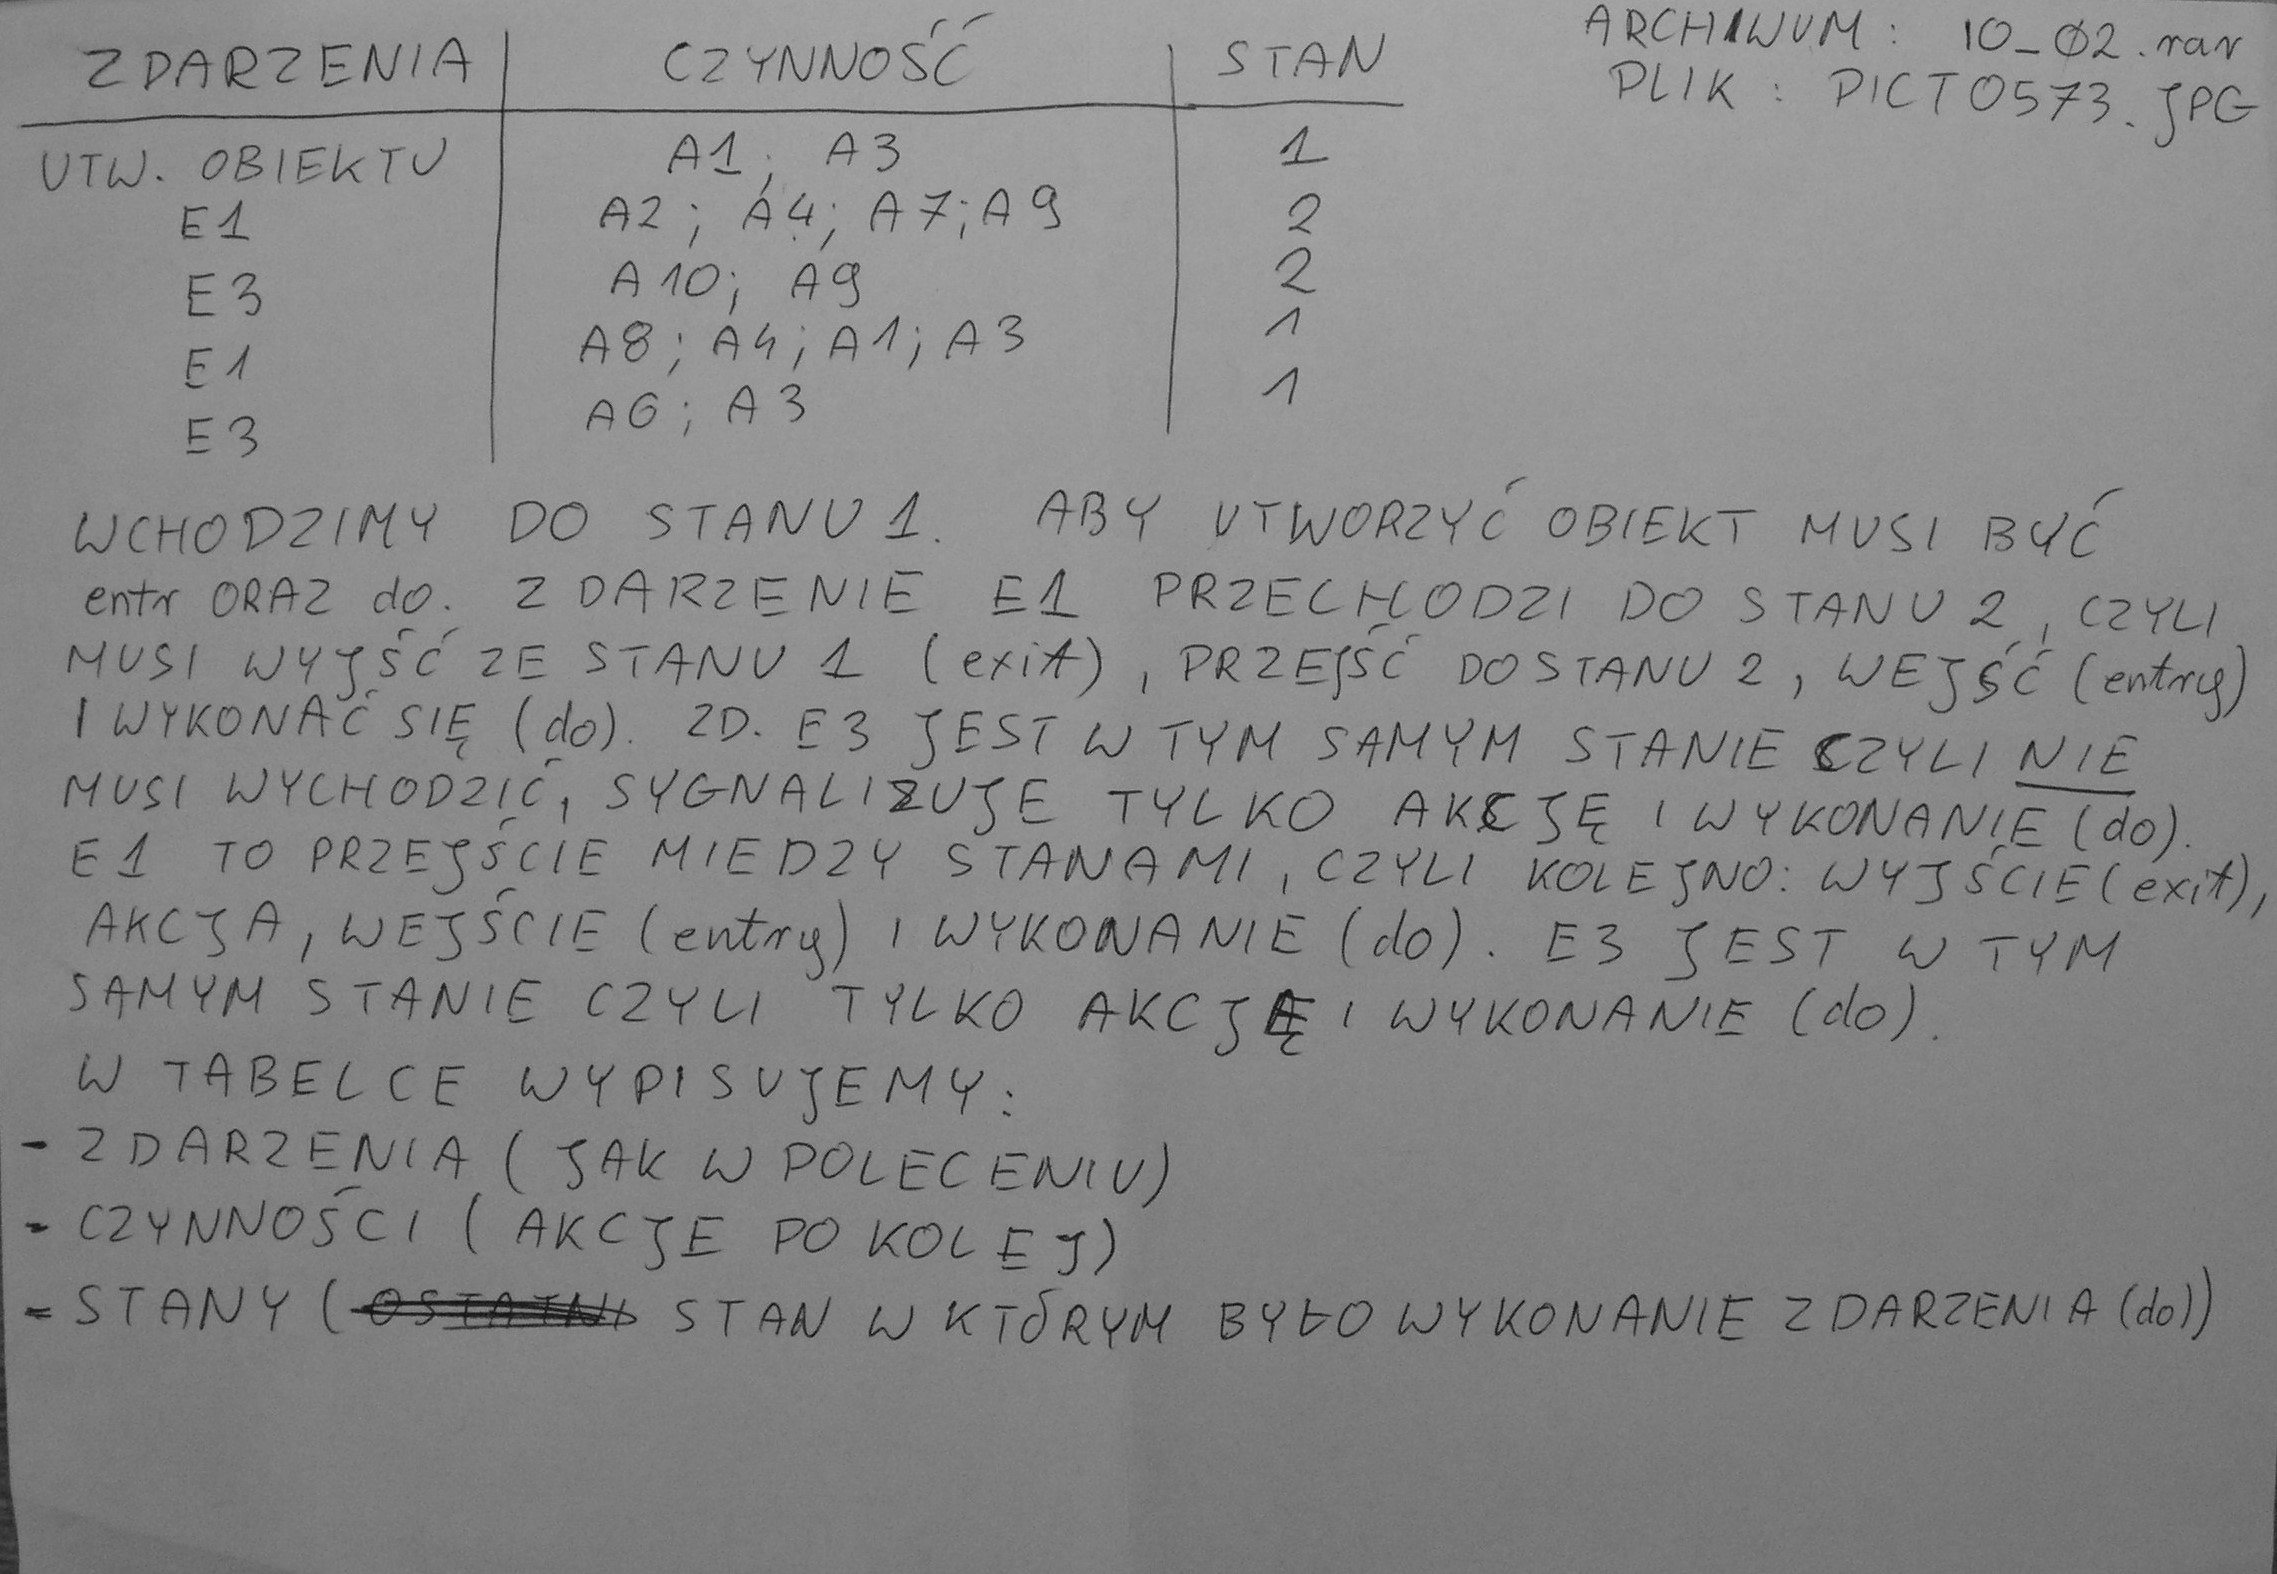 ARCHIWUM: 10_02.rar
PLIK: PICT0573.JPG
ZDARZENIA CZYNNOŚĆ STAN
UTW. OBIEKTU A1; A3 1
E1 A2; A4; A7; A9 2
E3 A10; A9 2
E1 A8; A4; A1; A3 1
E3 A6; A3 1
WCHODZIMY DO STANU 1. ABY UTWORZYĆ OBIEKT MUSI BYĆ
entr ORAZ do. ZDARZENIE E1 PRZECHODZI DO STANU 2, CZYLI
MUSI WYJŚĆ ZE STANU 1 (exit), PRZEJŚĆ DO STANU 2, WEJŚĆ (entry)
I WYKONAĆ SIĘ (do). ZD. E3 JEST W TYM SAMYM STANIE CZYLI NIE
MUSI WYCHODZIĆ, SYGNALIZUJE TYLKO AKCJĘ I WYKONANIE (do).
E1 TO PRZEJŚCIE MIEDZY STANAMI, CZYLI KOLEJNO: WYJŚCIE (exit),
AKCJA, WEJŚCIE (entry) I WYKONANIE (do). E3 JEST W TYM
SAMYM STANIE CZYLI TYLKO AKCJĘ I WYKONANIE (do).
W TABELCE WYPISUJEMY:
- ZDARZENIA (JAK W POLECENIU)
- CZYNNOŚCI (AKCJE PO KOLEJ)
- STANY (OSTATNI STAN W KTÓRYM BYŁO WYKONANIE ZDARZENIA (do))